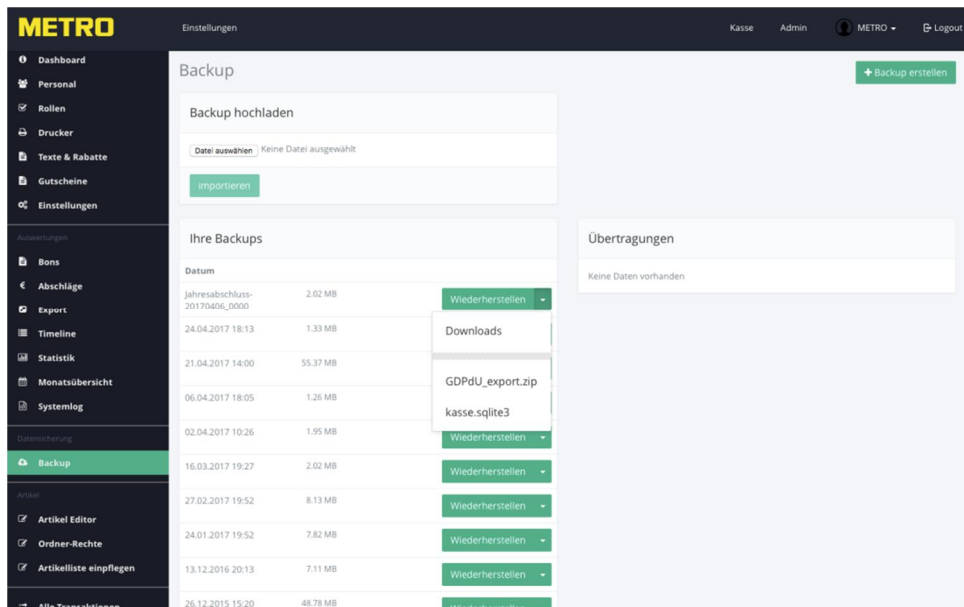 METRO
Einstellungen
Kasse
Admin
METRO
Logout
Dashboard
Personal
Rollen
Drucker
Texte & Rabatte
Gutscheine
Einstellungen
Auswertungen
Bons
Abschläge
Export
Timeline
Statistik
Monatsübersicht
Systemlog
Datensicherung
Backup
Artikel
Artikel Editor
Ordner-Rechte
Artikelliste einpflegen
Alle Transaktionen
Backup
+ Backup erstellen
Backup hochladen
Datei auswählen Keine Datei ausgewählt
importieren
Ihre Backups
Datum
Jahresabschluss-
20170406_0000
2.02 MB
Wiederherstellen
Downloads
GDPdU_export.zip
kasse.sqlite3
24.04.2017 18:13 1.33 MB
21.04.2017 14:00 55.37 MB
06.04.2017 18:05 1.26 MB
02.04.2017 10:26 1.95 MB Wiederherstellen
16.03.2017 19:27 2.02 MB Wiederherstellen
27.02.2017 19:52 8.13 MB Wiederherstellen
24.01.2017 19:52 7.82 MB Wiederherstellen
13.12.2016 20:13 7.11 MB Wiederherstellen
26.12.2015 15:20 48.78 MB
Übertragungen
Keine Daten vorhanden